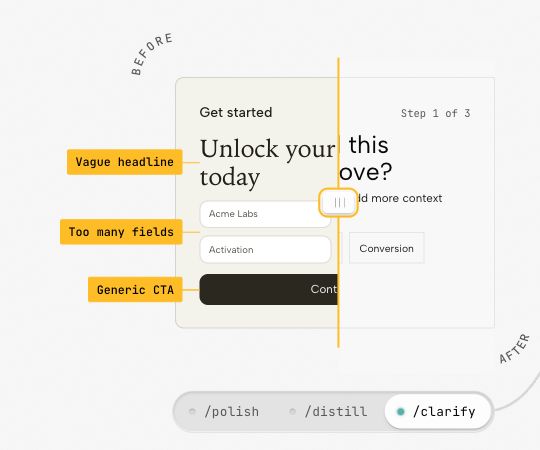 BEFORE
Get started
Step 1 of 3
Unlock your
today
this
ove?
dd more context
Vague headline
Acme Labs
Too many fields
Activation
Conversion
Generic CTA
Cont
AFTER
/polish
/distill
/clarify